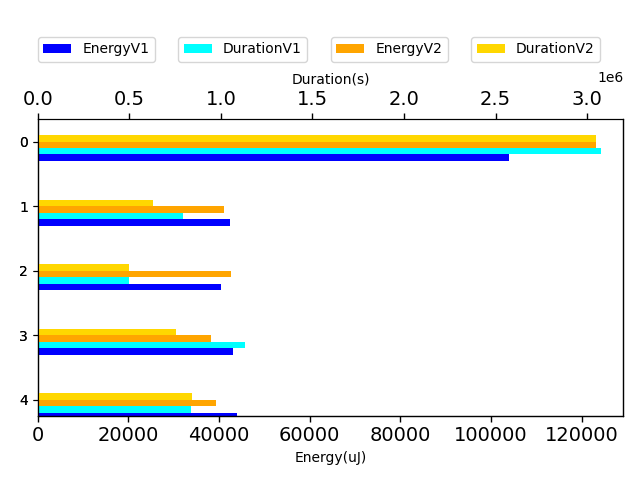 EnergyV1 DurationV1 EnergyV2 DurationV2
Duration(s)
1e6
0.0 0.5 1.0 1.5 2.0 2.5 3.0
0
1
2
3
4
0 20000 40000 60000 80000 100000 120000
Energy(uJ)